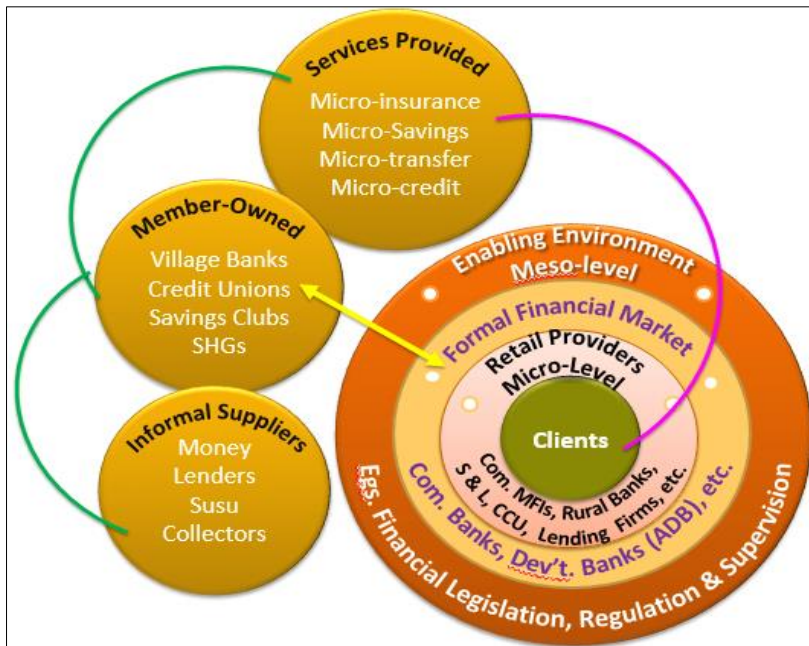 Services Provided
Micro-insurance
Micro-Savings
Micro-transfer
Micro-credit
Member-Owned
Village Banks
Credit Unions
Savings Clubs
SHGs
Informal Suppliers
Money
Lenders
Susu
Collectors
Enabling Environment
Meso-level
Formal Financial Market
Retail Providers
Micro-Level
Clients
Com. MFIs, Rural Banks,
S & L, CCU, Lending Firms, etc.
Com. Banks, Dev't. Banks (ADB), etc.
Egs. Financial Legislation, Regulation & Supervision